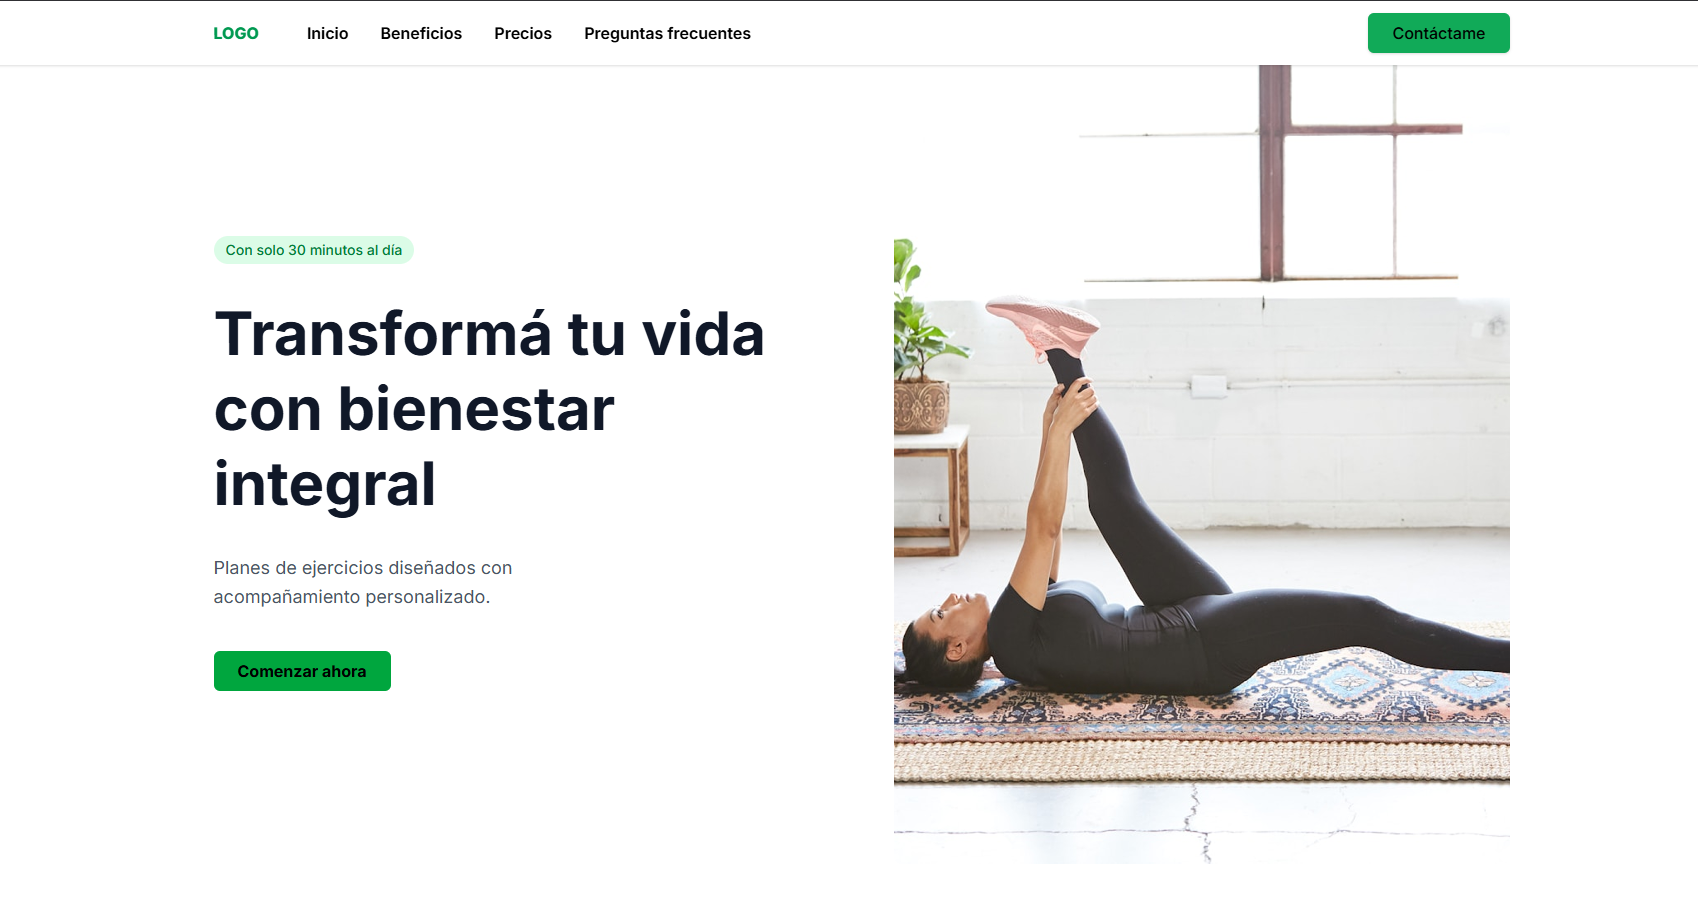 LOGO
Inicio
Beneficios
Precios
Preguntas frecuentes
Contáctame
Con solo 30 minutos al día
Transformá tu vida
con bienestar
integral
Planes de ejercicios diseñados con
acompañamiento personalizado.
Comenzar ahora